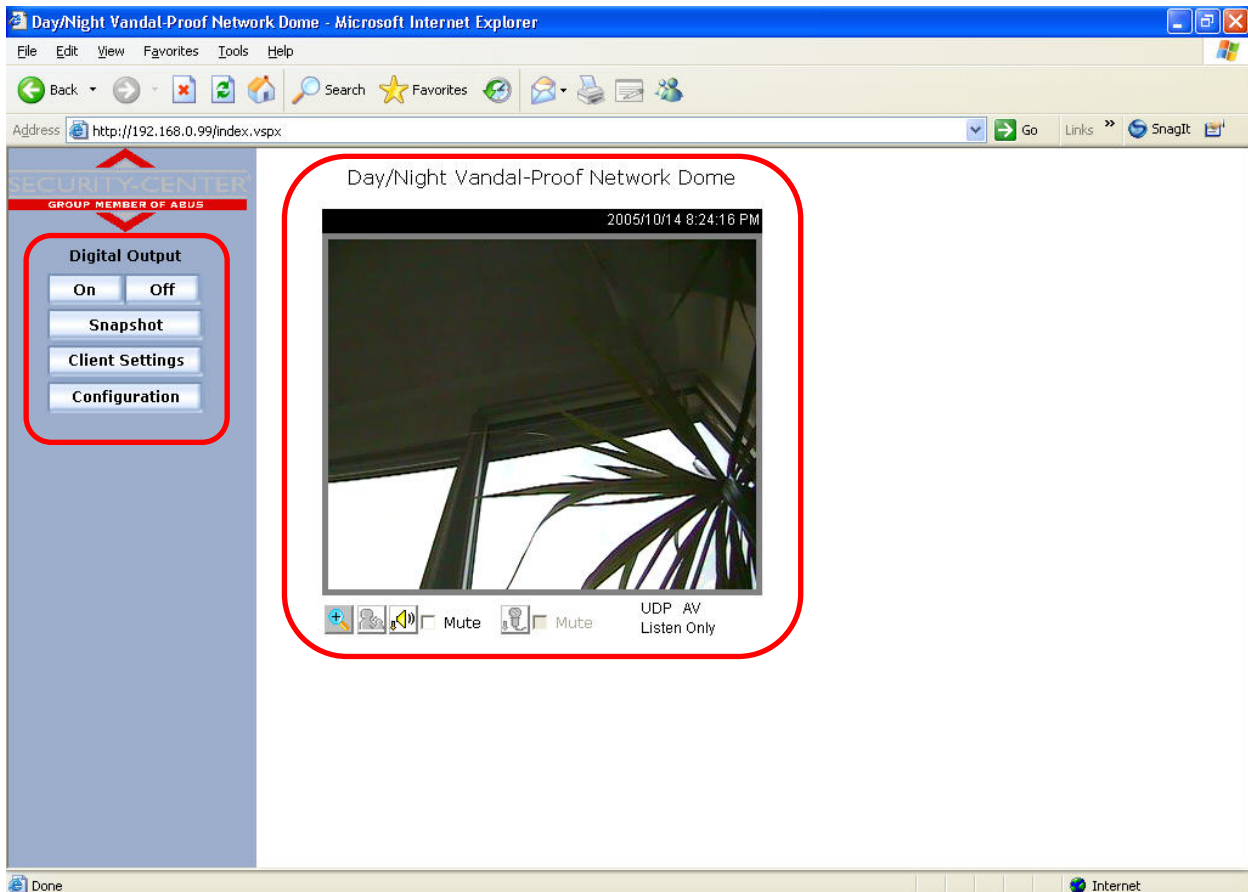 Day/Night Vandal-Proof Network Dome - Microsoft Internet Explorer
File Edit View Favorites Tools Help
Back Search Favorites
Address http://192.168.0.99/index.vspx Go Links » SnagIt
SECURITY-CENTER®
GROUP MEMBER OF ABUS
Digital Output
On Off
Snapshot
Client Settings
Configuration
Day/Night Vandal-Proof Network Dome
2005/10/14 8:24:16 PM
Mute Mute UDP AV
Listen Only
Done Internet